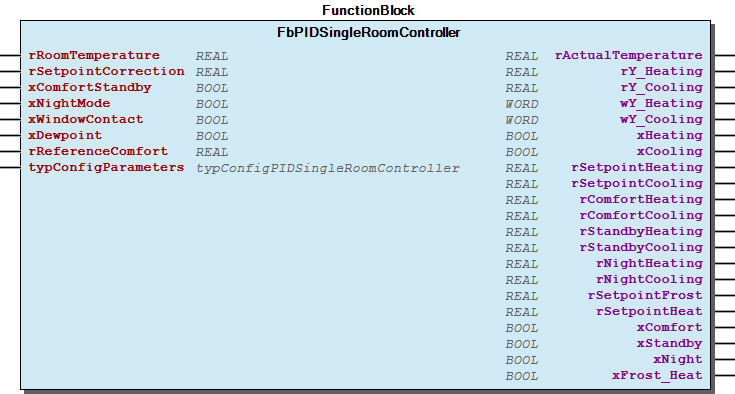 FunctionBlock
FbPIDSingleRoomController
rRoomTemperature REAL REAL rActualTemperature
rSetpointCorrection REAL REAL rY_Heating
xComfortStandby BOOL REAL rY_Cooling
xNightMode BOOL WORD wY_Heating
xWindowContact BOOL WORD wY_Cooling
xDewpoint BOOL BOOL xHeating
rReferenceComfort REAL BOOL xCooling
typConfigParameters typConfigPIDSingleRoomController REAL rSetpointHeating
REAL rSetpointCooling
REAL rComfortHeating
REAL rComfortCooling
REAL rStandbyHeating
REAL rStandbyCooling
REAL rNightHeating
REAL rNightCooling
REAL rSetpointFrost
REAL rSetpointHeat
BOOL xComfort
BOOL xStandby
BOOL xNight
BOOL xFrost_Heat